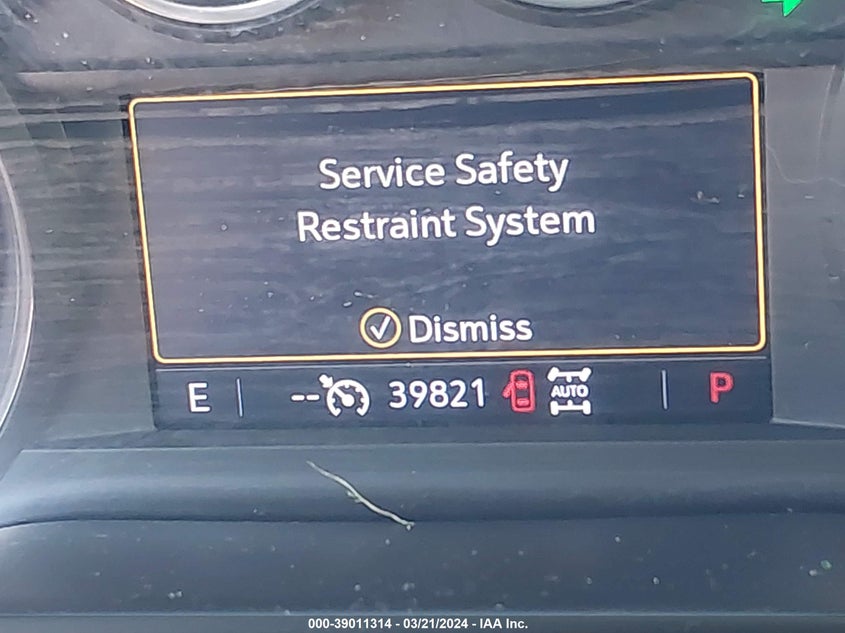 Service Safety
Restraint System
Dismiss
E -- 39821 AUTO P
000-39011314 - 03/21/2024 - IAA Inc.